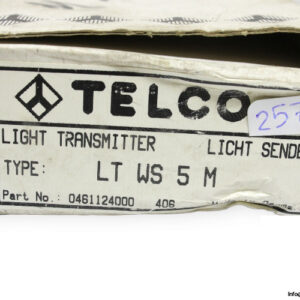 TELCO
257
LIGHT TRANSMITTER LICHT SENDE
TYPE: LT WS 5 M
Part No.: 0461124000 406